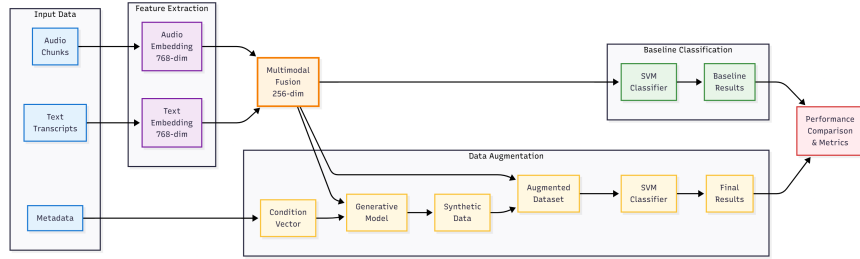 Input Data
Audio
Chunks
Text
Transcripts
Metadata
Feature Extraction
Audio
Embedding
768-dim
Text
Embedding
768-dim
Multimodal
Fusion
256-dim
Baseline Classification
SVM
Classifier
Baseline
Results
Data Augmentation
Condition
Vector
Generative
Model
Synthetic
Data
Augmented
Dataset
SVM
Classifier
Final
Results
Performance
Comparison
& Metrics